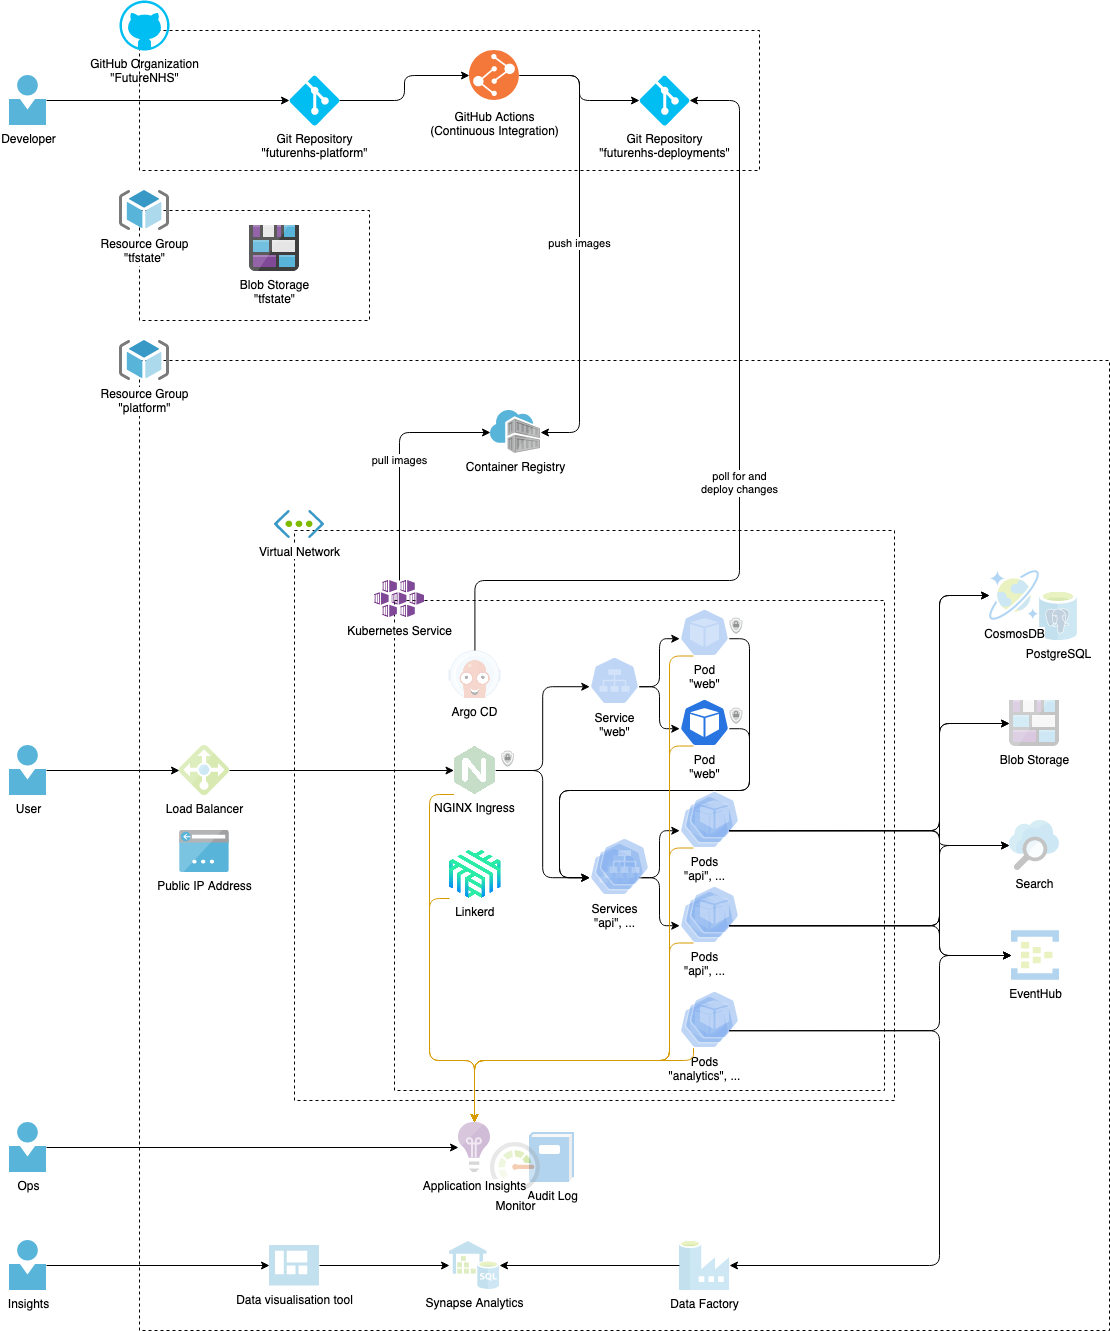 GitHub Organization
"FutureNHS"
Developer
Git Repository
"futurenhs-platform"
GitHub Actions
(Continuous Integration)
Git Repository
"futurenhs-deployments"
Resource Group
"tfstate"
Blob Storage
"tfstate"
push images
Resource Group
"platform"
pull images
Container Registry
poll for and
deploy changes
Virtual Network
Kubernetes Service
Argo CD
Service
"web"
Pod
"web"
Pod
"web"
CosmosDB
PostgreSQL
Blob Storage
User
Load Balancer
NGINX Ingress
Public IP Address
Linkerd
Services
"api", ...
Pods
"api", ...
Pods
"api", ...
Pods
"analytics", ...
Search
EventHub
Ops
Application Insights
Monitor
Audit Log
Insights
Data visualisation tool
SQL
Synapse Analytics
Data Factory